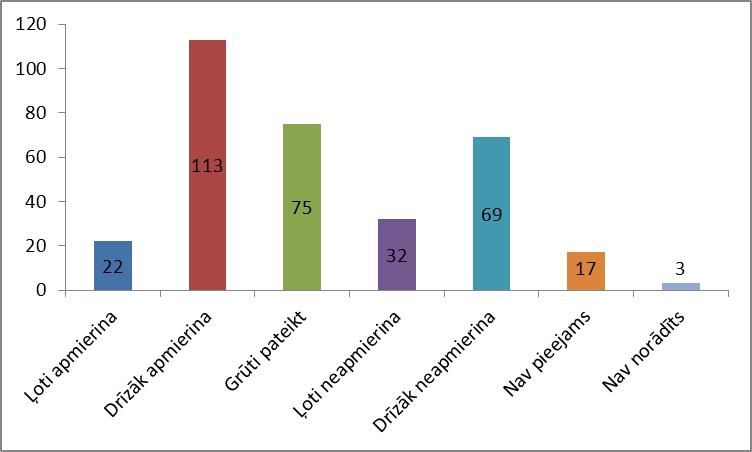 120
100
80
60
40
20
0
22
113
75
32
69
17
3
Ļoti apmierina
Drīzāk apmierina
Grūti pateikt
Ļoti neapmierina
Drīzāk neapmierina
Nav pieejams
Nav norādīts